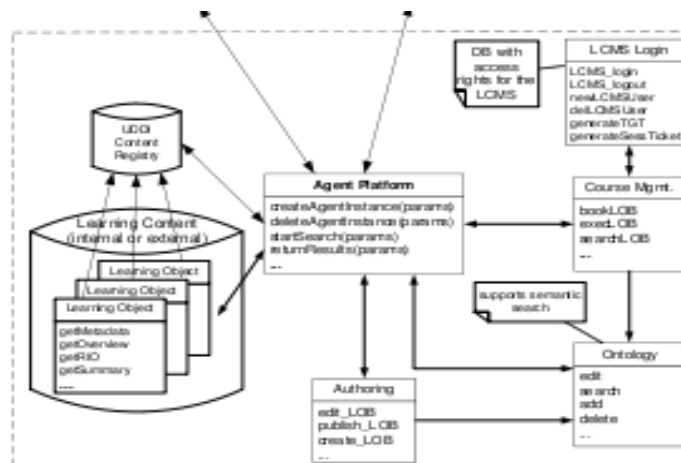 DB with
access
rights for the
LCMS
LCMS Login
LCMS_login
LCMS_logout
newLCMSUser
delLCMSUser
generateTGT
generateSessTicket
UDDI
Content
Registry
Agent Platform
createAgentInstance(params)
deleteAgentInstance(params)
startSearch(params)
returnResults(params)
...
Course Mgmt.
bookLOB
execLOB
searchLOB
...
Learning Content
(internal or external)
Learning Object
Learning Object
Learning Object
getMetadata
getOverview
getRIO
getSummary
...
supports semantic
search
Ontology
edit
search
add
delete
...
Authoring
edit_LOB
publish_LOB
create_LOB
...